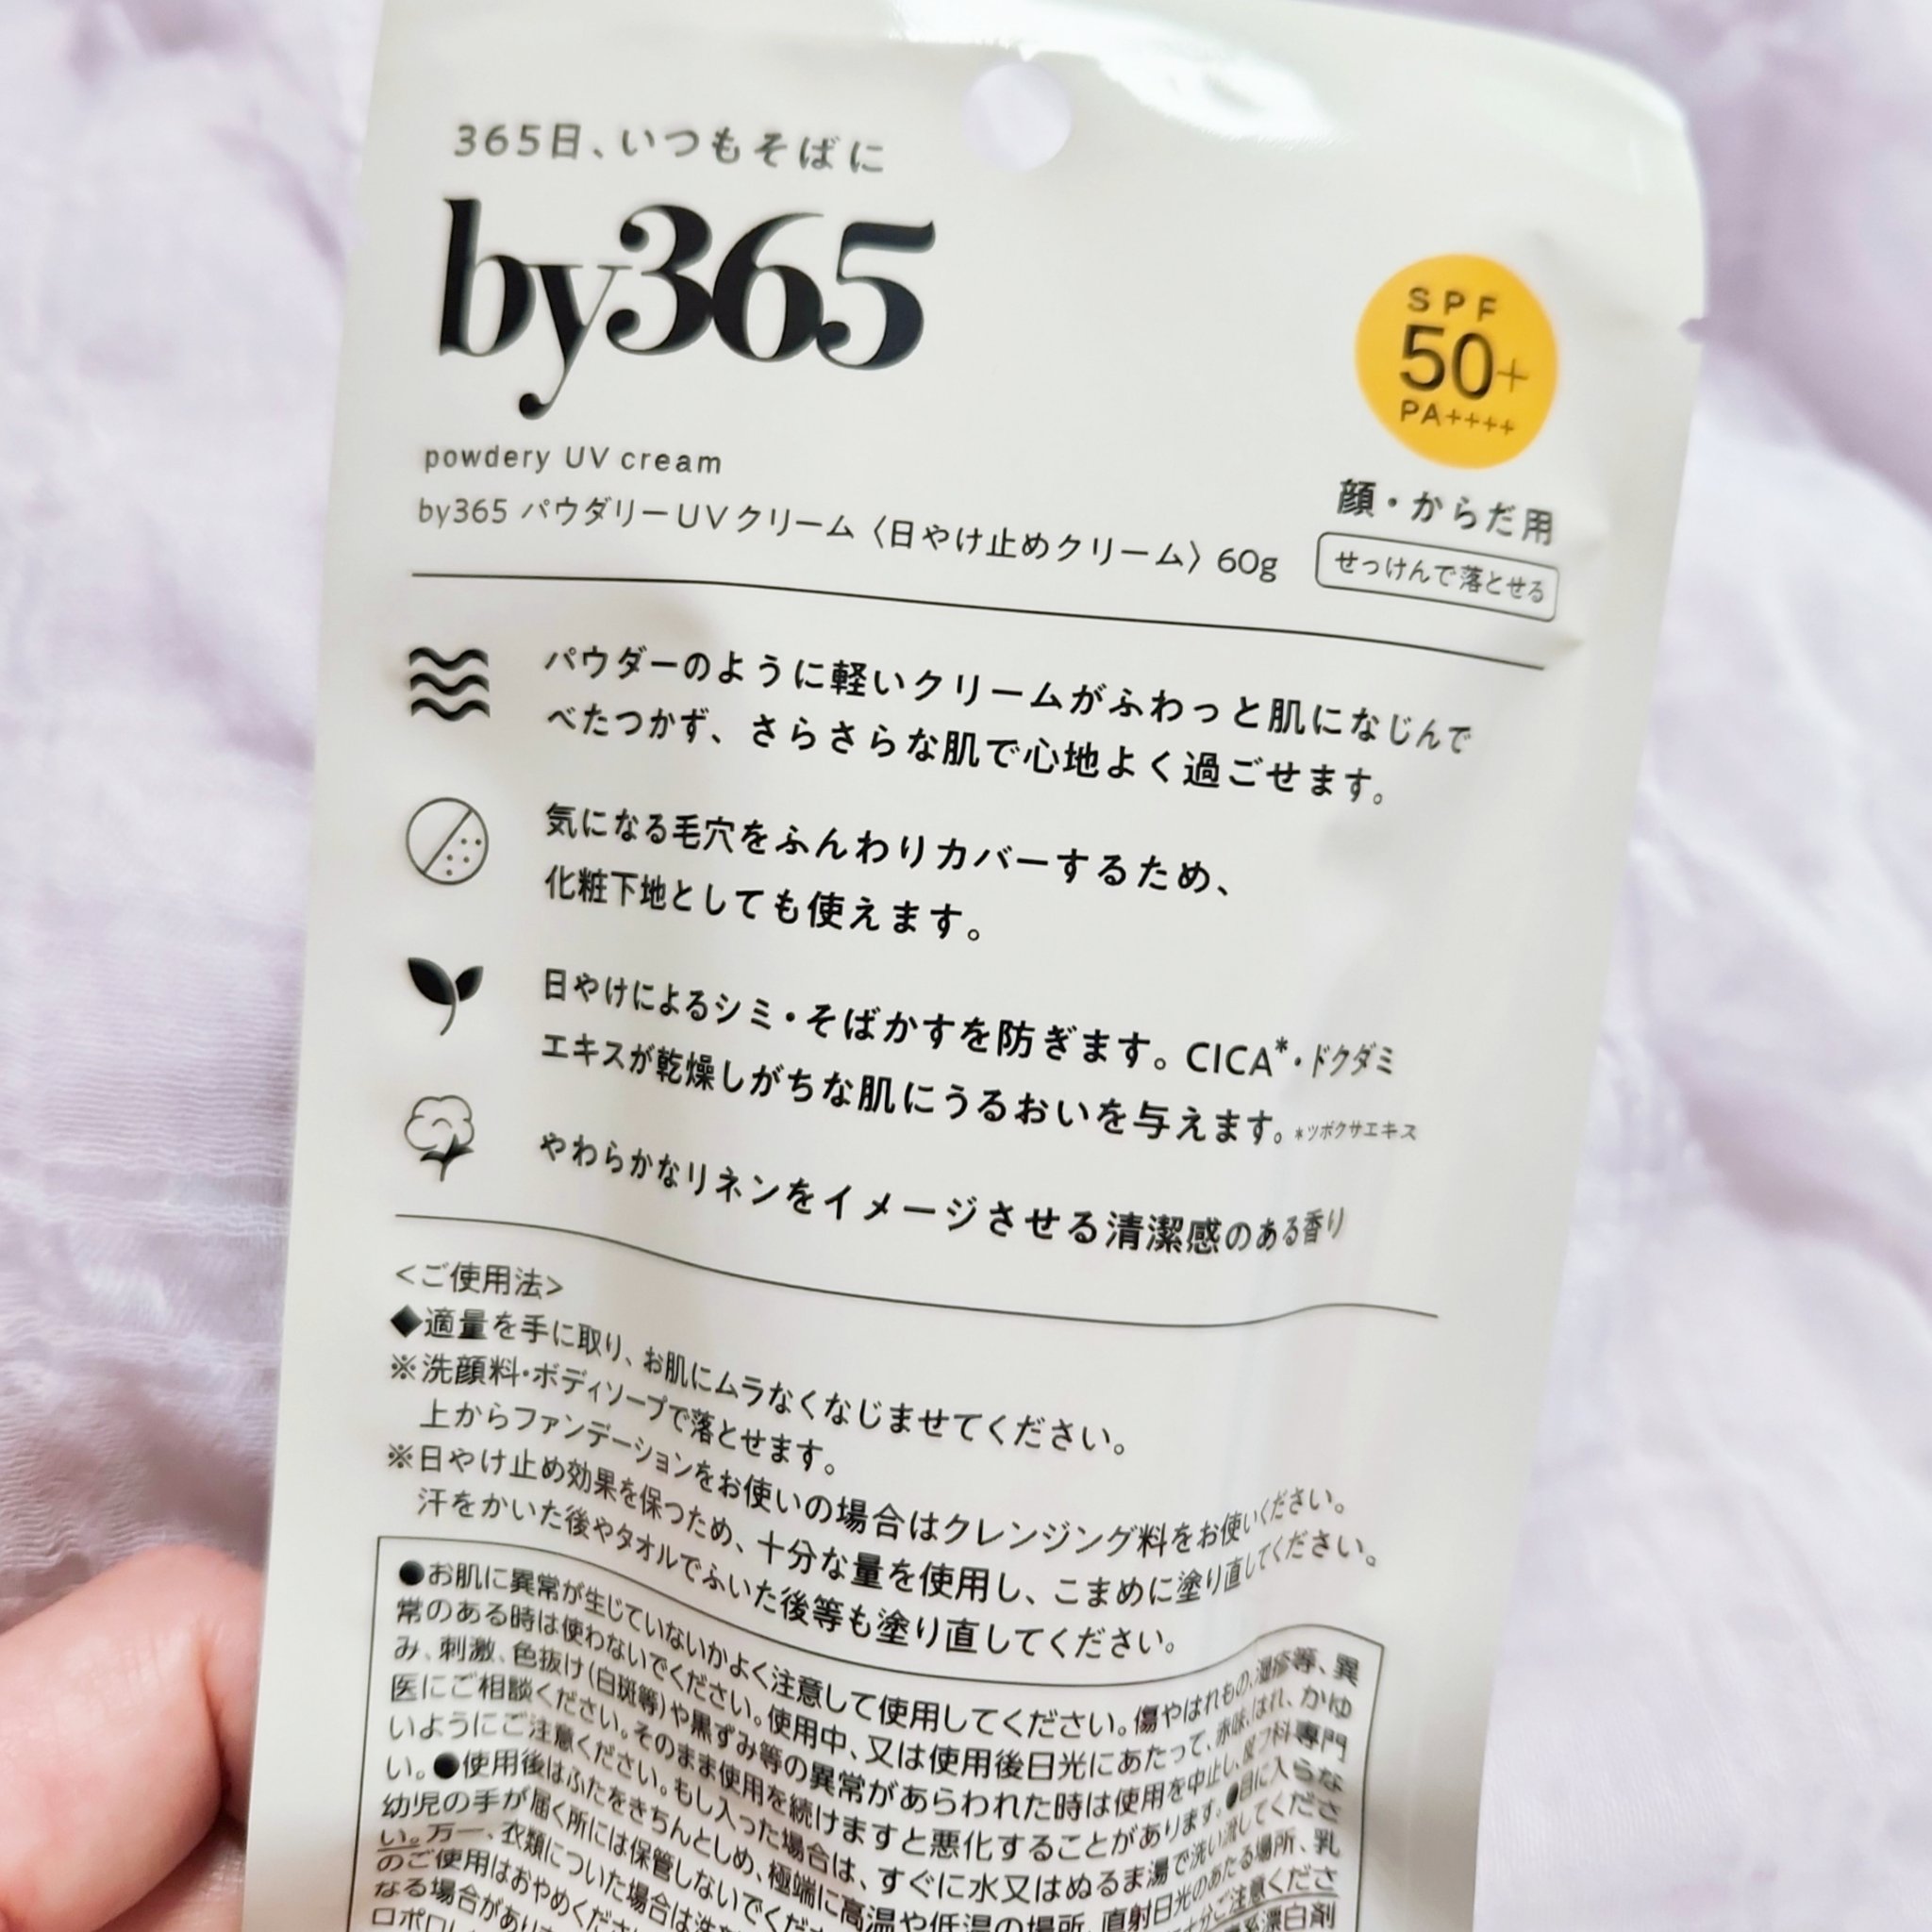 365日、いつもそばに
by365
SPF
50+
PA++++
powdery UV cream
by365 パウダリーUVクリーム〈日やけ止めクリーム〉60g
顔・からだ用
せっけんで落とせる
パウダーのように軽いクリームがふわっと肌になじんで
べたつかず、さらさらな肌で心地よく過ごせます。
気になる毛穴をふんわりカバーするため、
化粧下地としても使えます。
日やけによるシミ・そばかすを防ぎます。CICA*・ドクダミ
エキスが乾燥しがちな肌にうるおいを与えます。*ツボクサエキス
やわらかなリネンをイメージさせる清潔感のある香り
<ご使用法>
◆適量を手に取り、お肌にムラなくなじませてください。
※洗顔料・ボディソープで落とせます。
上からファンデーションをお使いの場合はクレンジング料をお使いください。
※日やけ止め効果を保つため、十分な量を使用し、こまめに塗り直してください。
汗をかいた後やタオルでふいた後等も塗り直してください。
●お肌に異常が生じていないかよく注意して使用してください。傷やはれもの、湿疹等、異
常のある時は使わないでください。使用中、又は使用後日光にあたって、赤味、はれ、かゆ
み、刺激、色抜け(白斑等)や黒ずみ等の異常があらわれた時は使用を中止し、皮フ科専門
医にご相談ください。そのまま使用を続けますと悪化することがあります。●目に入らな
いようにご注意ください。もし入った場合は、すぐに水又はぬるま湯で洗い流してくださ
い。●使用後はふたをきちんとしめ、極端に高温や低温の場所、直射日光のあたる場所、乳
幼児の手が届く所には保管しないでくだ
い。万一、衣類についた場合は
のご使用はおやめくださ
なる場合があり